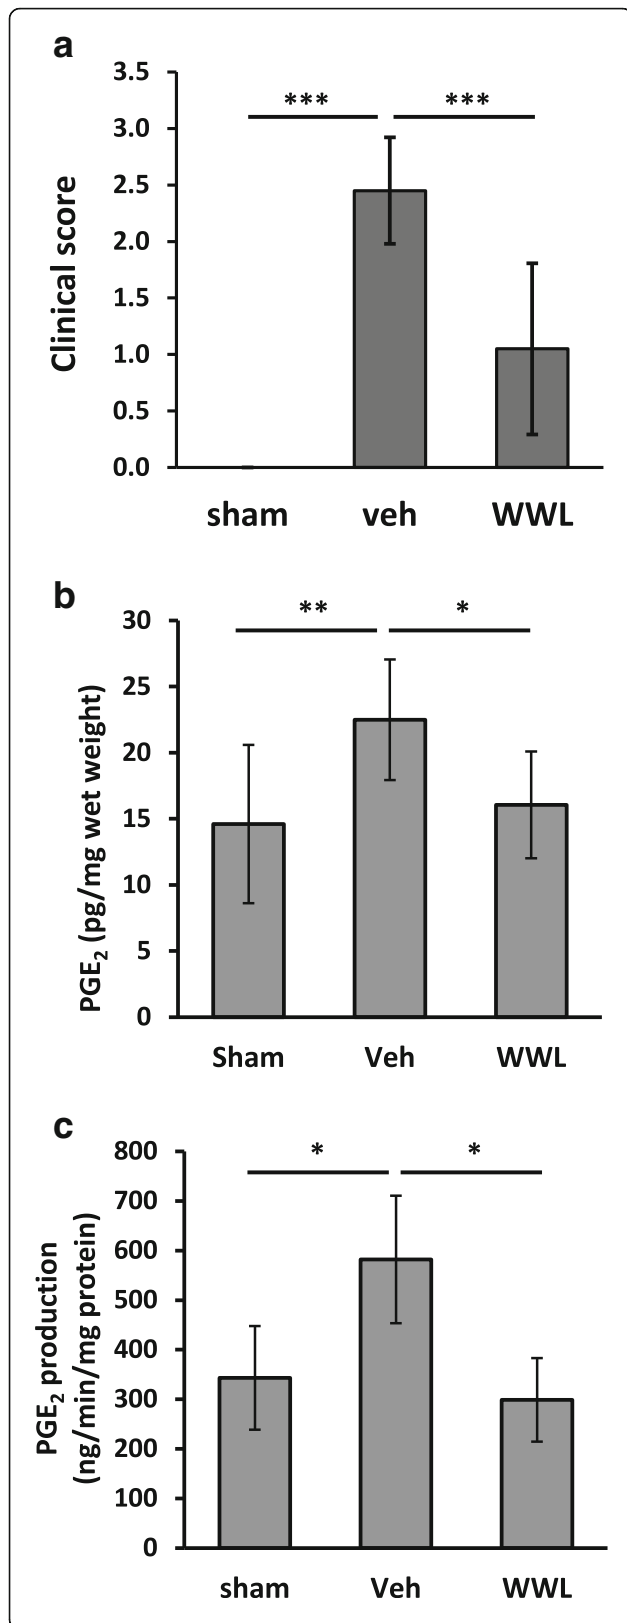 a
Clinical score
3.5
3.0
2.5
2.0
1.5
1.0
0.5
0.0
*** ***
sham veh WWL
b
PGE₂ (pg/mg wet weight)
30
25
20
15
10
5
0
** *
Sham Veh WWL
c
PGE₂ production
(ng/min/mg protein)
800
700
600
500
400
300
200
100
0
* *
sham Veh WWL